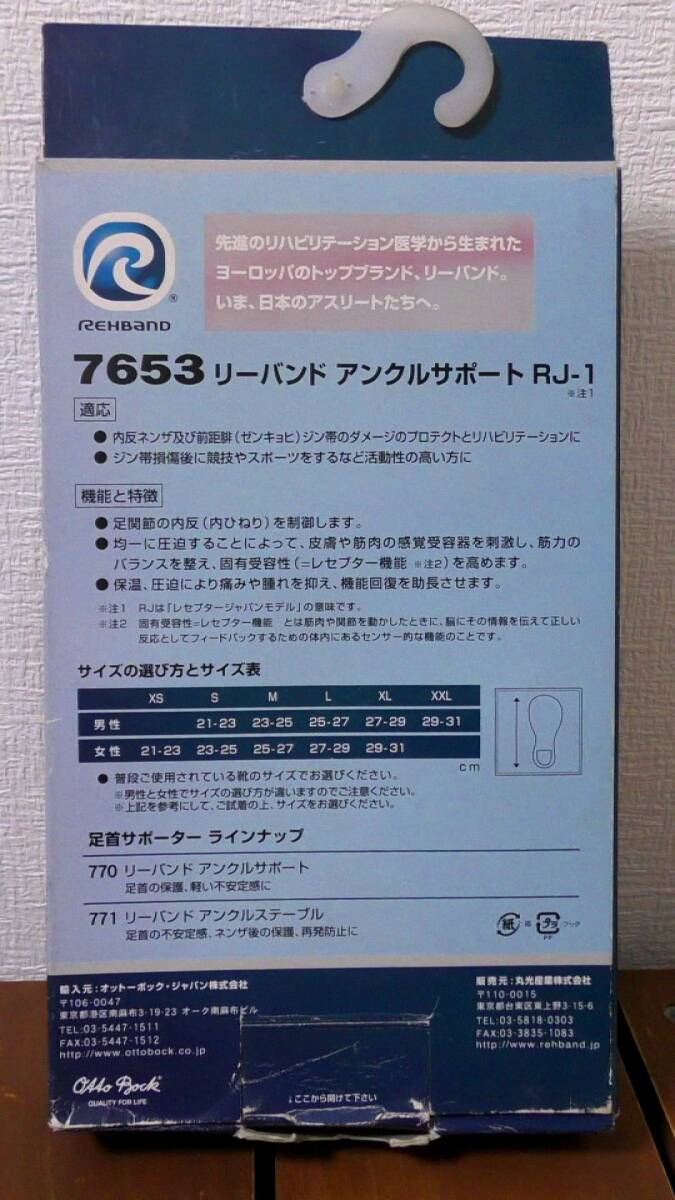 先進のリハビリテーション医学から生まれた
ヨーロッパのトップブランド、リーバンド。
いま、日本のアスリートたちへ。
®
REHBAND
7653 リーバンド アンクルサポート RJ-1
※注1
適応
● 内反ネンザ及び前距腓(ゼンキョヒ)ジン帯のダメージのプロテクトとリハビリテーションに
● ジン帯損傷後に競技やスポーツをするなど活動性の高い方に
機能と特徴
● 足関節の内反(内ひねり)を制御します。
● 均一に圧迫することによって、皮膚や筋肉の感覚受容器を刺激し、筋力の
バランスを整え、固有受容性(=レセプター機能 ※注2)を高めます。
● 保温、圧迫により痛みや腫れを抑え、機能回復を助長させます。
※注1 RJは「レセプタージャパンモデル」の意味です。
※注2 固有受容性=レセプター機能 とは筋肉や関節を動かしたときに、脳にその情報を伝えて正しい
反応としてフィードバックするための体内にあるセンサー的な機能のことです。
サイズの選び方とサイズ表
XS S M L XL XXL
男性 21-23 23-25 25-27 27-29 29-31
女性 21-23 23-25 25-27 27-29 29-31
cm
● 普段ご使用されている靴のサイズでお選びください。
※男性と女性でサイズの選び方が違いますのでご注意ください。
※上記を参考にして、ご試着の上、サイズをお選びください。
足首サポーター ラインナップ
770 リーバンド アンクルサポート
足首の保護、軽い不安定感に
771 リーバンド アンクルステーブル
足首の不安定感、ネンザ後の保護、再発防止に
紙 箱 プラ フック
PP
輸入元:オットーボック・ジャパン株式会社
〒106-0047
東京都港区南麻布3-19-23 オーク南麻布ビル
TEL:03-5447-1511
FAX:03-5447-1512
http://www.ottobock.co.jp
販売元:丸光産業株式会社
〒110-0015
東京都台東区東上野3-15-6
TEL:03-5818-0303
FAX:03-3835-1083
http://www.rehband.jp
Otto Bock
QUALITY FOR LIFE
↓ここから開けて下さい